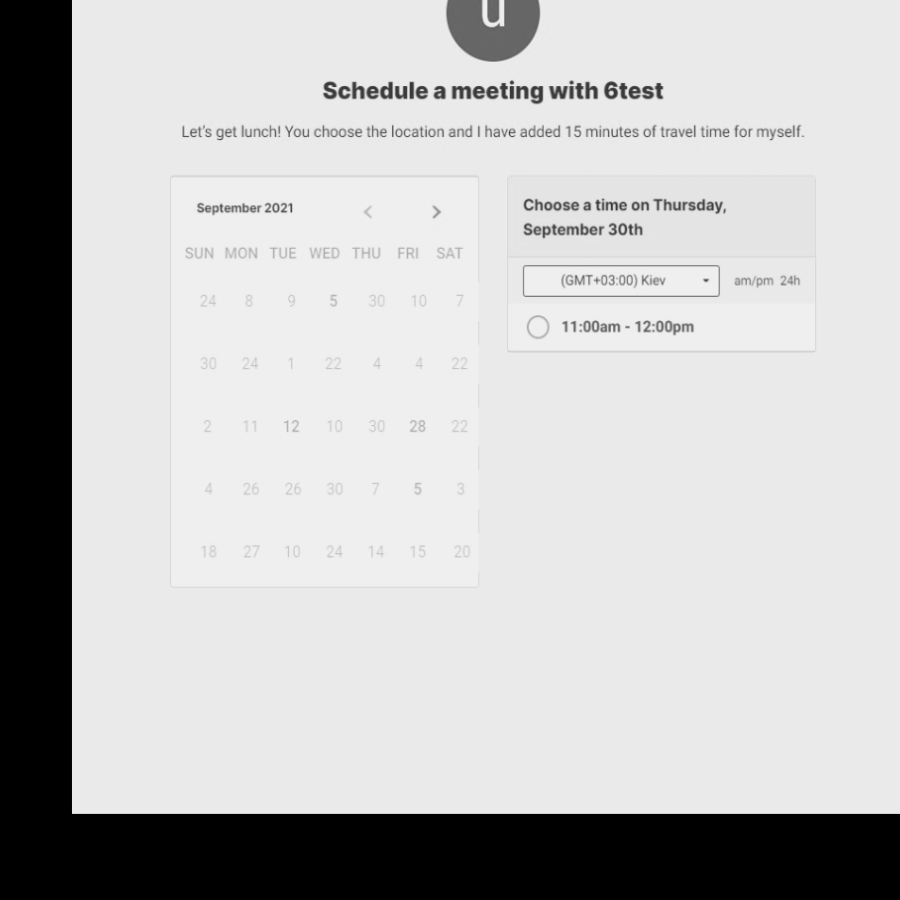 u
Schedule a meeting with 6test
Let's get lunch! You choose the location and I have added 15 minutes of travel time for myself.
September 2021
SUN MON TUE WED THU FRI SAT
24 8 9 5 30 10 7
30 24 1 22 4 4 22
2 11 12 10 30 28 22
4 26 26 30 7 5 3
18 27 10 24 14 15 20
Choose a time on Thursday,
September 30th
(GMT+03:00) Kiev am/pm 24h
11:00am - 12:00pm